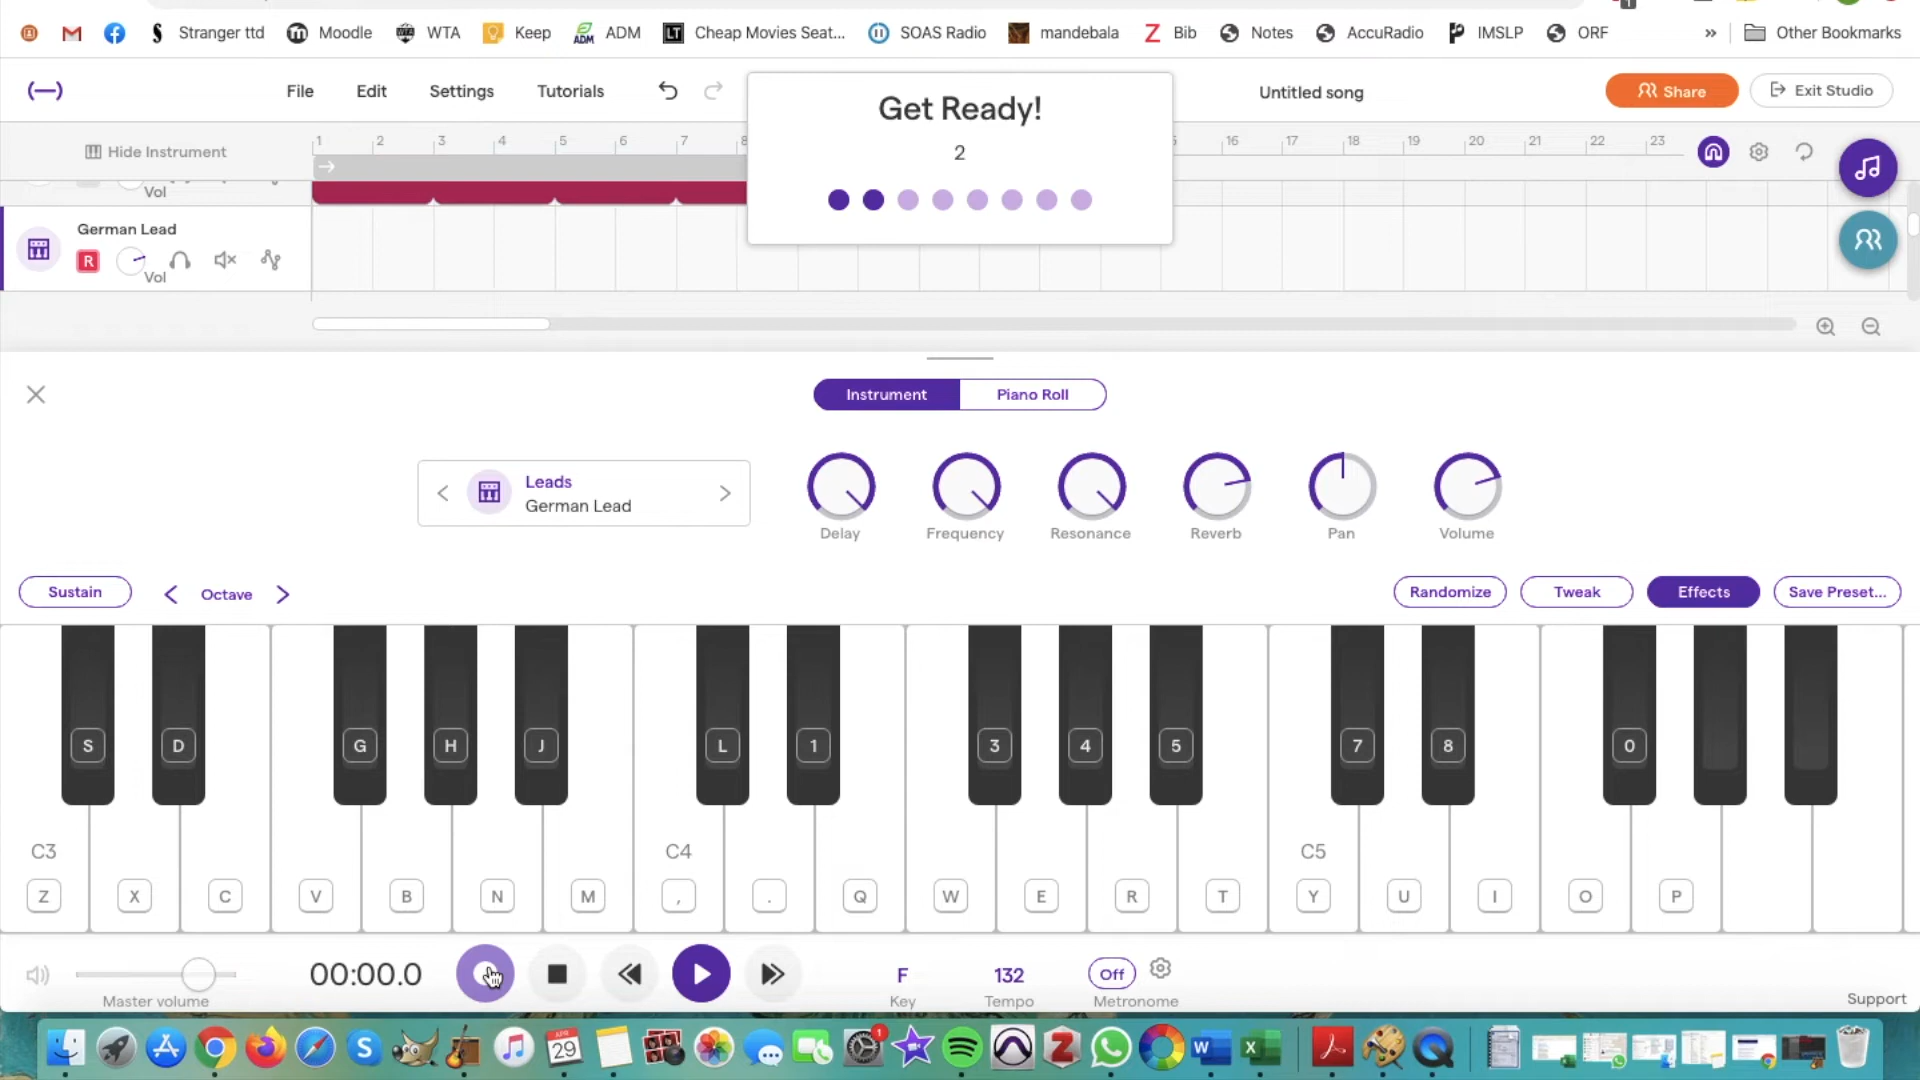 Stranger ttd Moodle WTA Keep ADM Cheap Movies Seat... SOAS Radio mandebala Bib Notes AccuRadio IMSLP ORF » Other Bookmarks
File Edit Settings Tutorials Untitled song Share Exit Studio
Get Ready!
2
Hide Instrument 1 2 3 4 5 6 7 8 16 17 18 19 20 21 22 23
Vol
German Lead
R
Vol
Instrument Piano Roll
Leads
German Lead
Delay Frequency Resonance Reverb Pan Volume
Sustain Octave Randomize Tweak Effects Save Preset...
S D G H J L 1 3 4 5 7 8 0
C3 C4 C5
Z X C V B N M , . Q W E R T Y U I O P
00:00.0 F 132 Off
Master volume Key Tempo Metronome Support
APR
29
1